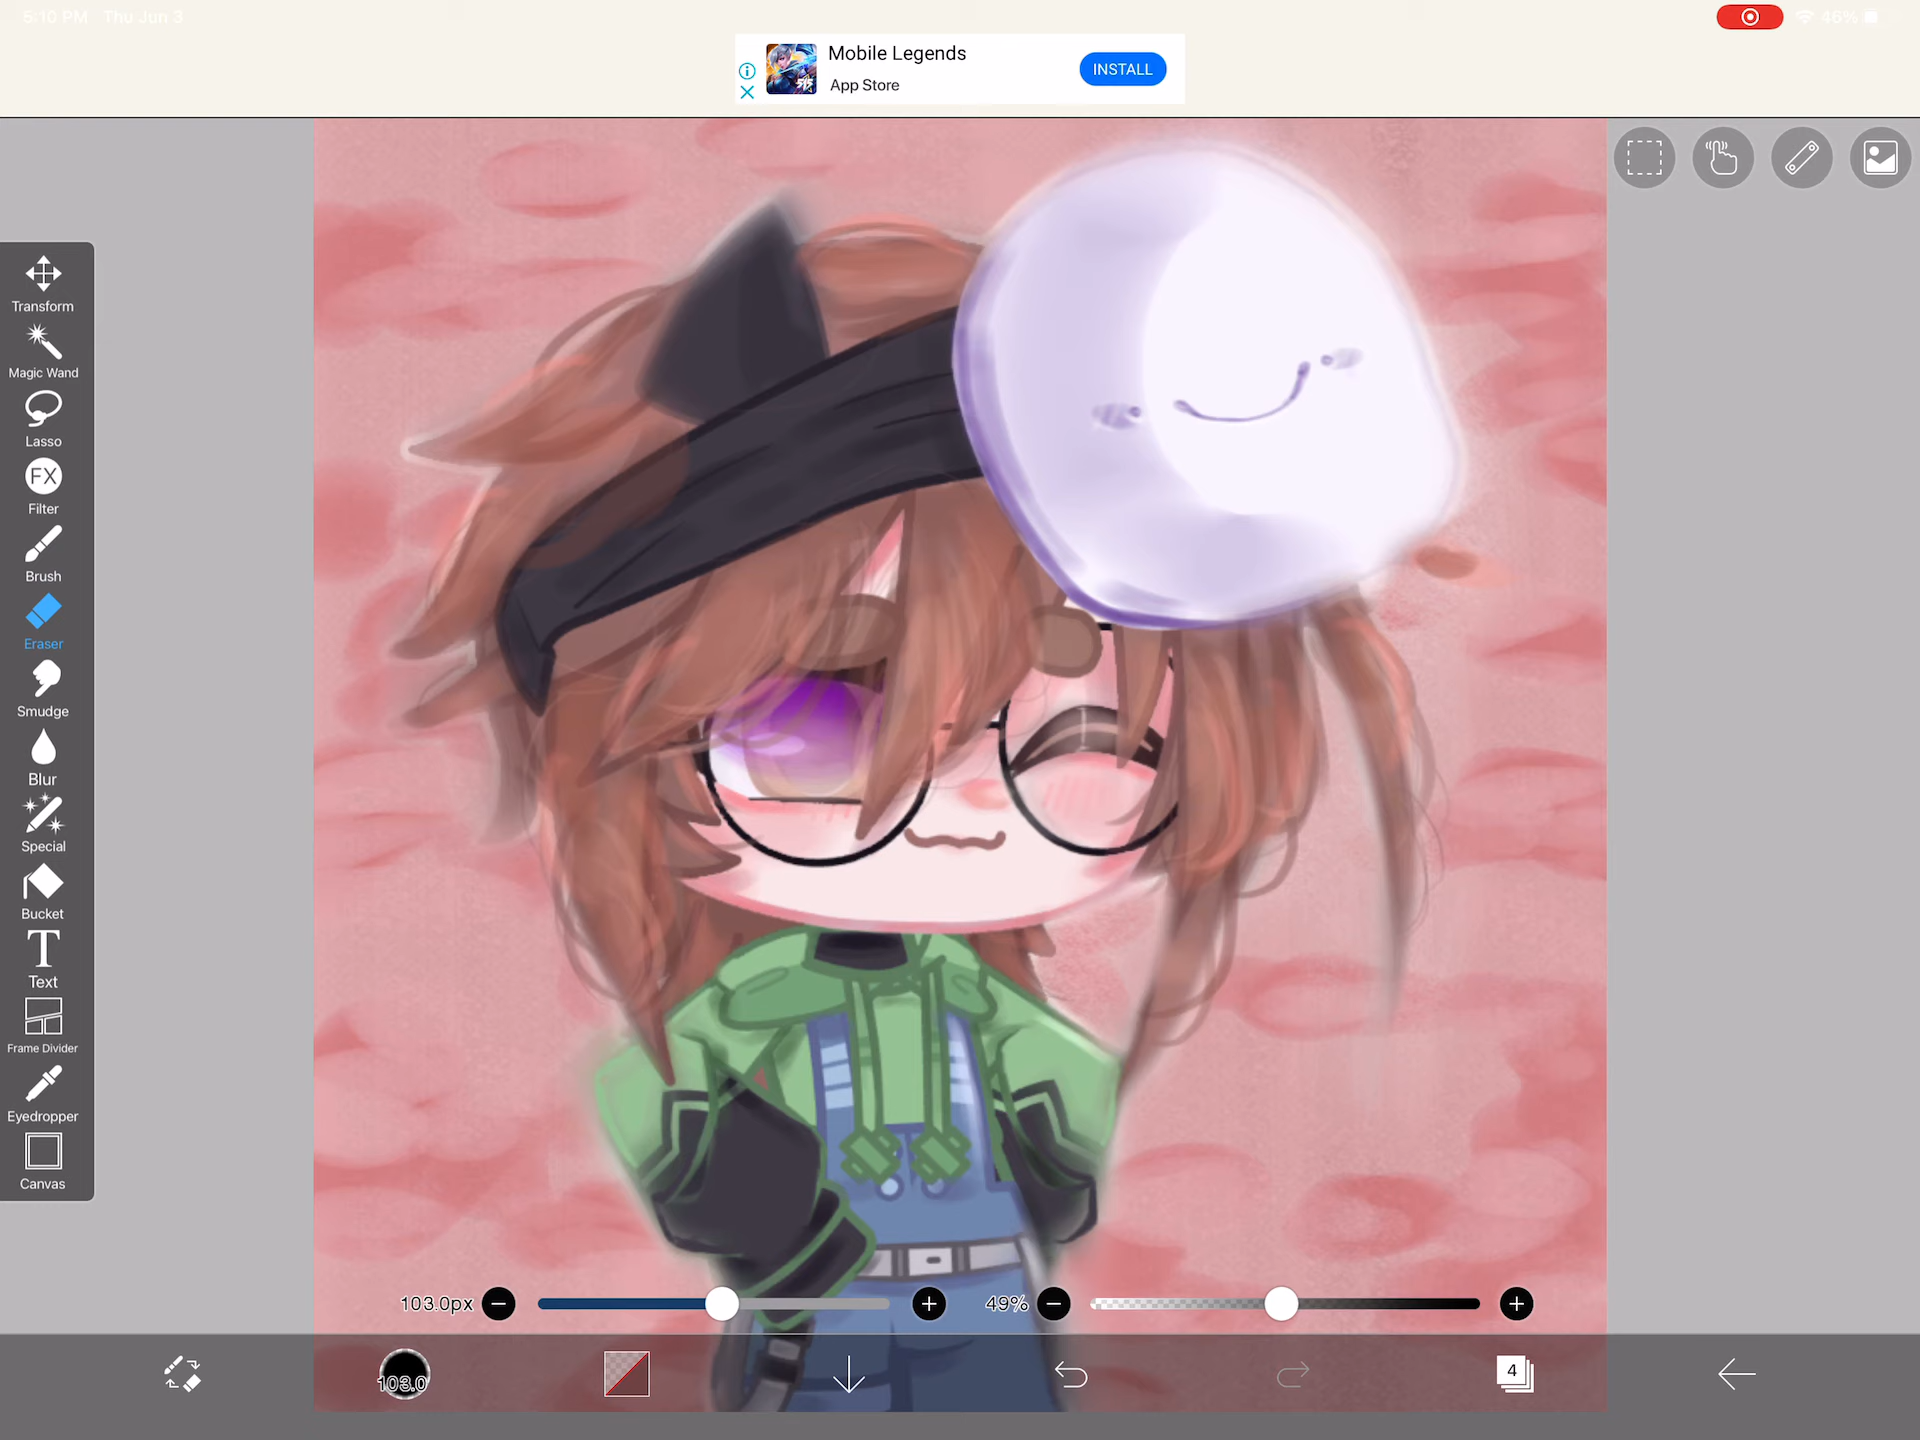 5:10 PM Thu Jun 3
46%
Mobile Legends
App Store
INSTALL
515
Transform
Magic Wand
Lasso
FX
Filter
Brush
Eraser
Smudge
Blur
Special
Bucket
T
Text
Frame Divider
Eyedropper
Canvas
103.0px
49%
103.0
4